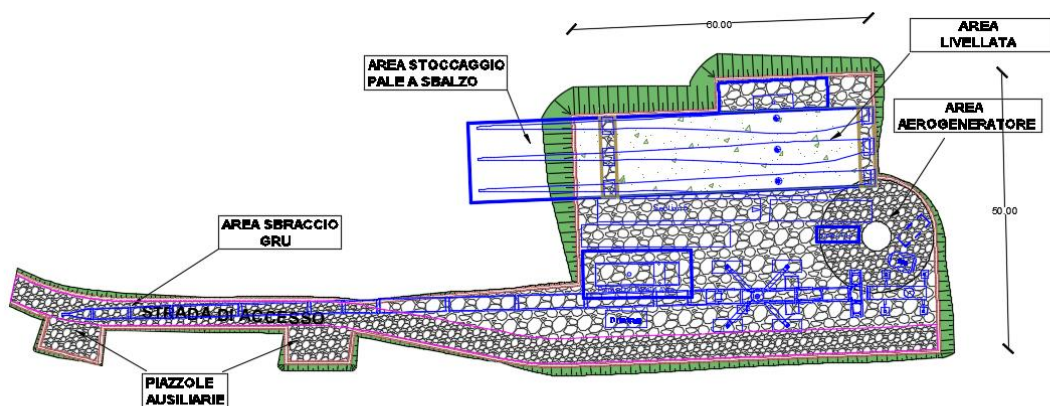 60.00
AREA
LIVELLATA
AREA STOCCAGGIO
PALE A SBALZO
AREA
AEROGENERATORE
50.00
AREA SBRACCIO
GRU
STRADA DI ACCESSO
PIAZZOLE
AUSILIARIE